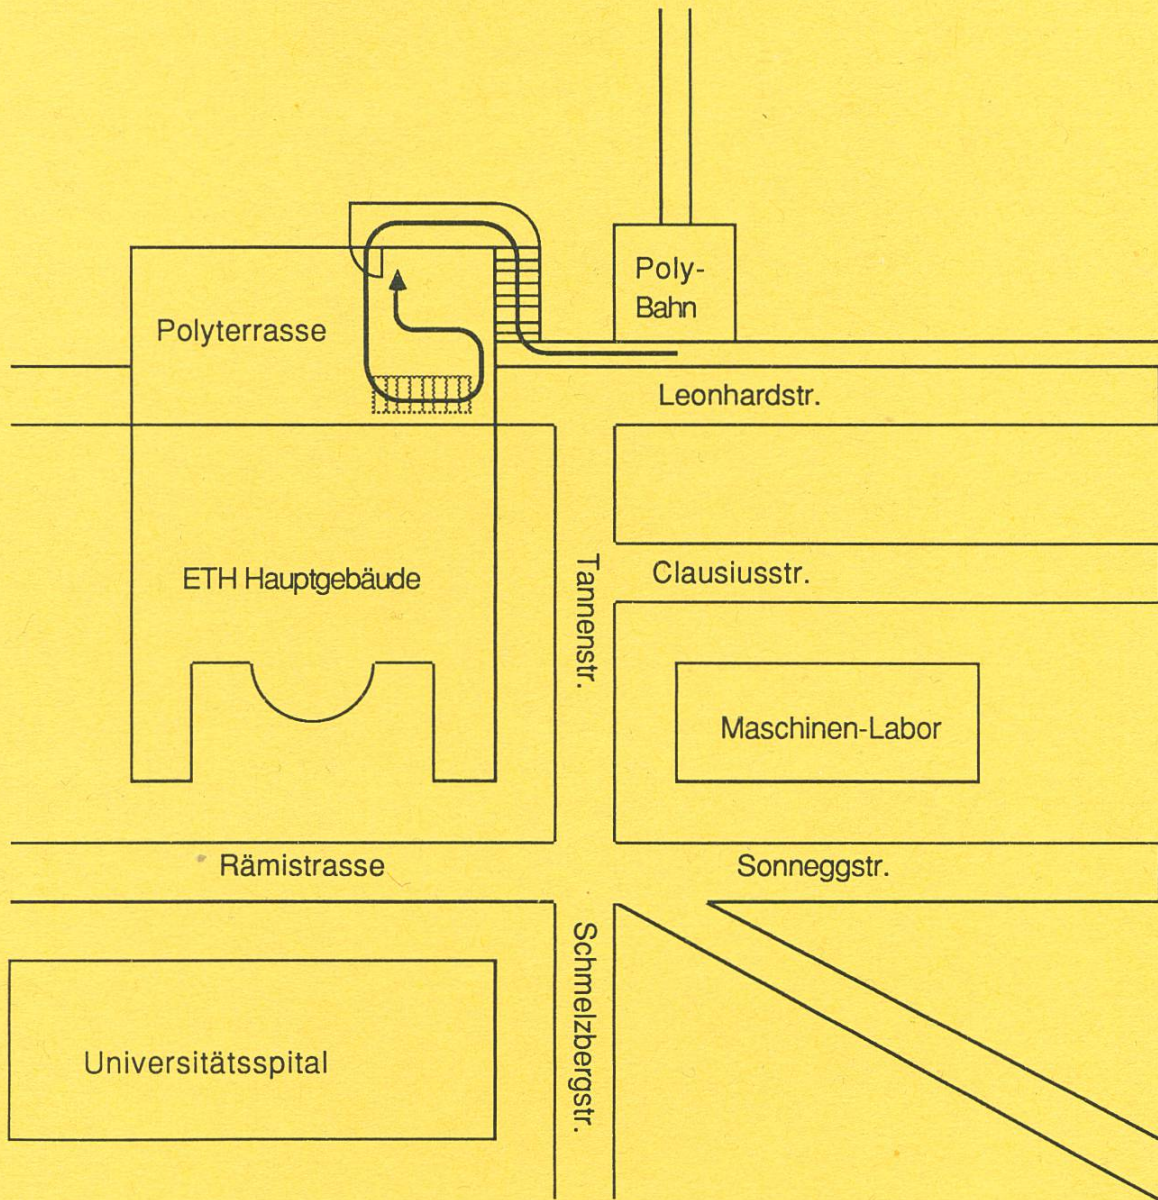 Poly-
Bahn
Polyterrasse
Leonhardstr.
ETH Hauptgebäude
Tannenstr.
Clausiusstr.
Maschinen-Labor
Rämistrasse
Sonneggstr.
Schmelzbergstr.
Universitätsspital